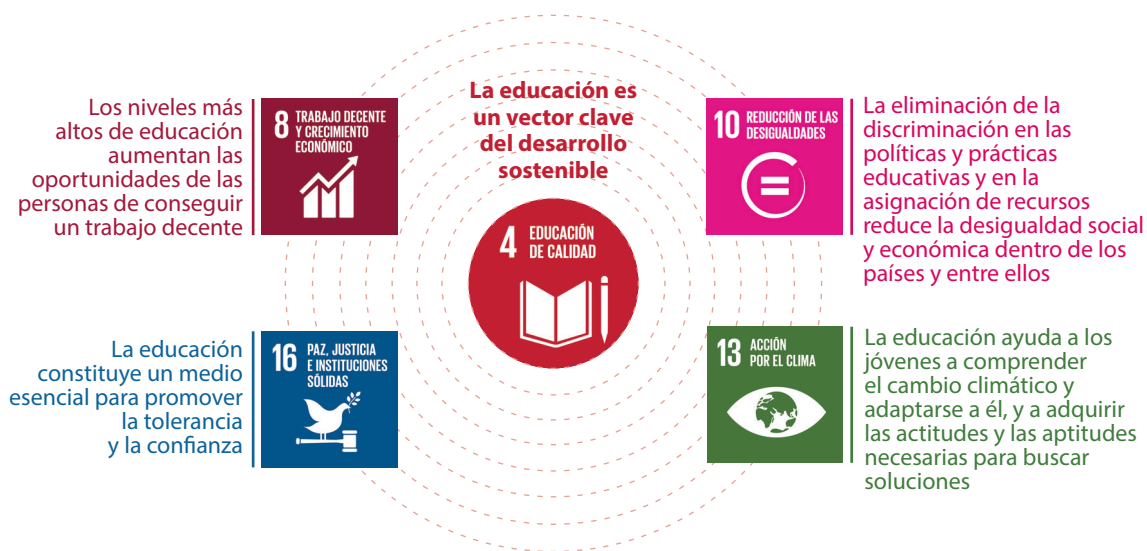 La educación es
un vector clave
del desarrollo
sostenible
4 EDUCACIÓN
DE CALIDAD
Los niveles más
altos de educación
aumentan las
oportunidades de las
personas de conseguir
un trabajo decente
8 TRABAJO DECENTE
Y CRECIMIENTO
ECONÓMICO
10 REDUCCIÓN DE LAS
DESIGUALDADES
La eliminación de la
discriminación en las
políticas y prácticas
educativas y en la
asignación de recursos
reduce la desigualdad social
y económica dentro de los
países y entre ellos
La educación
constituye un medio
esencial para promover
la tolerancia
y la confianza
16 PAZ, JUSTICIA
E INSTITUCIONES
SÓLIDAS
13 ACCIÓN
POR EL CLIMA
La educación ayuda a los
jóvenes a comprender
el cambio climático y
adaptarse a él, y a adquirir
las actitudes y las aptitudes
necesarias para buscar
soluciones